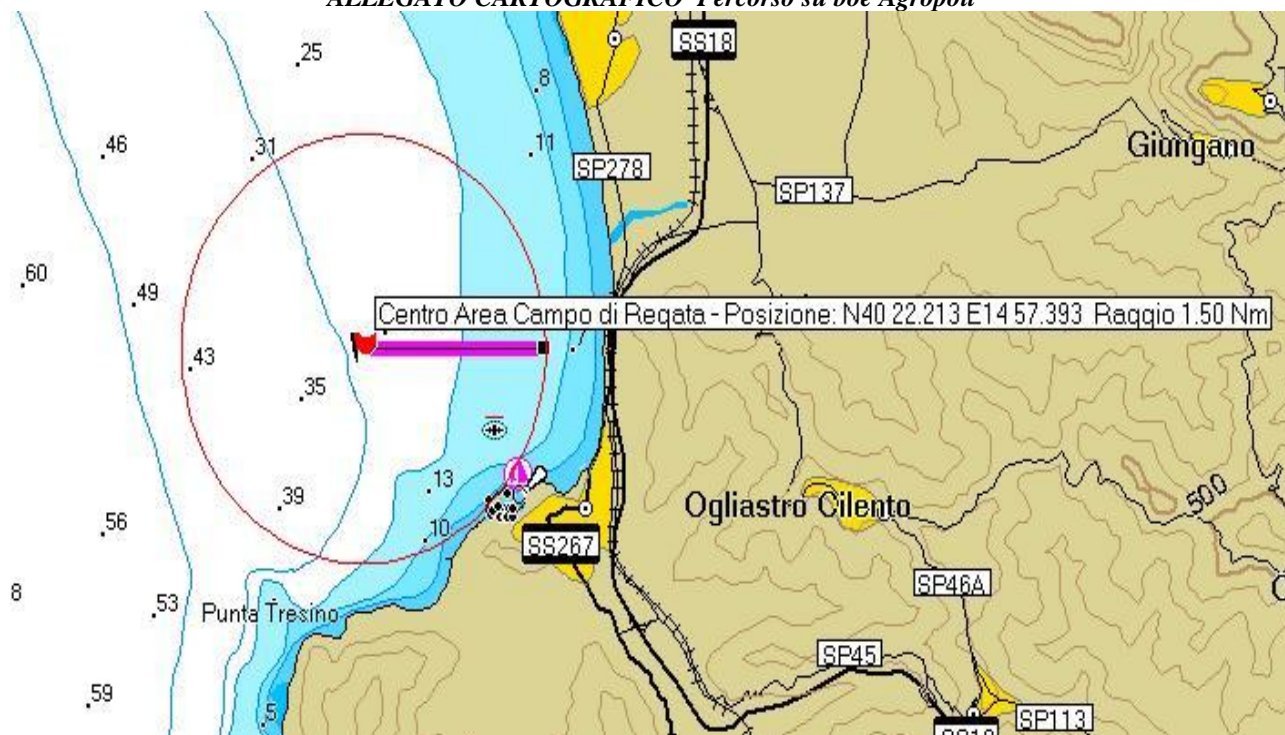 ALLEGATO CARTOGRAFICO Percorso su boe Agropoli
25
SS18
8
46
31
11
SP278
Giungano
SP137
60
49
Centro Area Campo di Regata - Posizione: N40 22.213 E14 57.393 Raggio 1.50 Nm
43
35
13
39
Ogliastro Cilento
500
56
10
SS267
8
53
Punta Tresino
SP46A
SP45
59
5
SP113
SS18